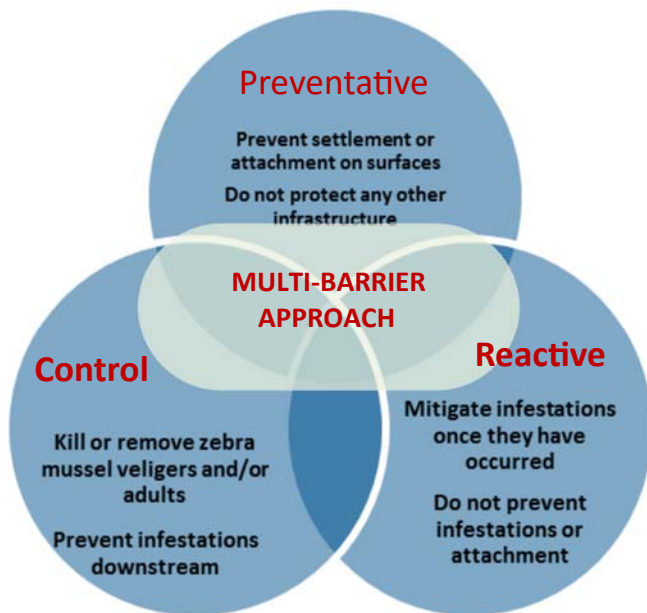 Preventative
Prevent settlement or
attachment on surfaces
Do not protect any other
infrastructure
MULTI-BARRIER
APPROACH
Control
Kill or remove zebra
mussel veligers and/or
adults
Prevent infestations
downstream
Reactive
Mitigate infestations
once they have
occurred
Do not prevent
infestations or
attachment